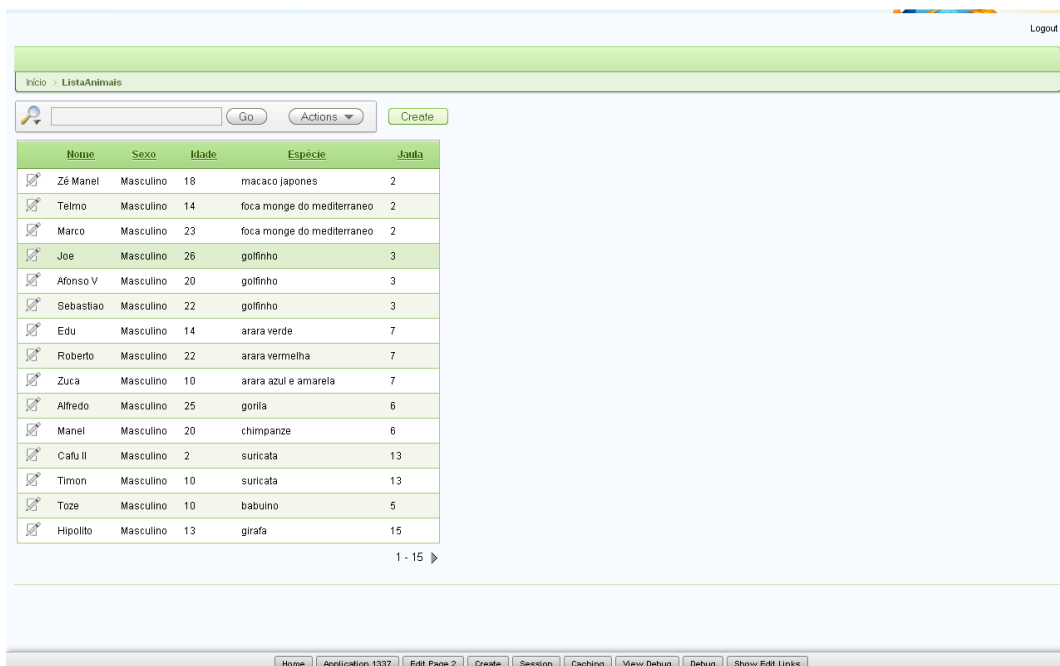 Logout
Início > ListaAnimais
Go Actions Create
Nome Sexo Idade Espécie Jaula
Zé Manel Masculino 18 macaco japones 2
Telmo Masculino 14 foca monge do mediterraneo 2
Marco Masculino 23 foca monge do mediterraneo 2
Joe Masculino 26 golfinho 3
Afonso V Masculino 20 golfinho 3
Sebastiao Masculino 22 golfinho 3
Edu Masculino 14 arara verde 7
Roberto Masculino 22 arara vermelha 7
Zuca Masculino 10 arara azul e amarela 7
Alfredo Masculino 25 gorila 6
Manel Masculino 20 chimpanze 6
Cafu II Masculino 2 suricata 13
Timon Masculino 10 suricata 13
Toze Masculino 10 babuino 5
Hipolito Masculino 13 girafa 15
1 - 15
Home Application 1337 Edit Page 2 Create Session Caching View Debug Debug Show Edit Links